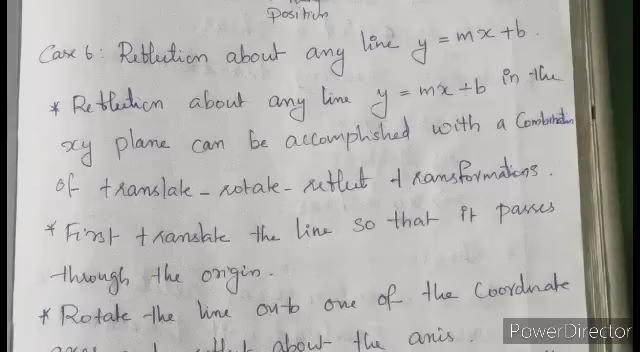 Position
Case 6: Reflection about any line y = mx + b.
* Reflection about any line y = mx + b in the
xy plane can be accomplished with a Combination
of translate - rotate - reflect transformations.
* First translate the line so that it passes
through the origin.
* Rotate the line onto one of the Coordinate
about the axis.
PowerDirector